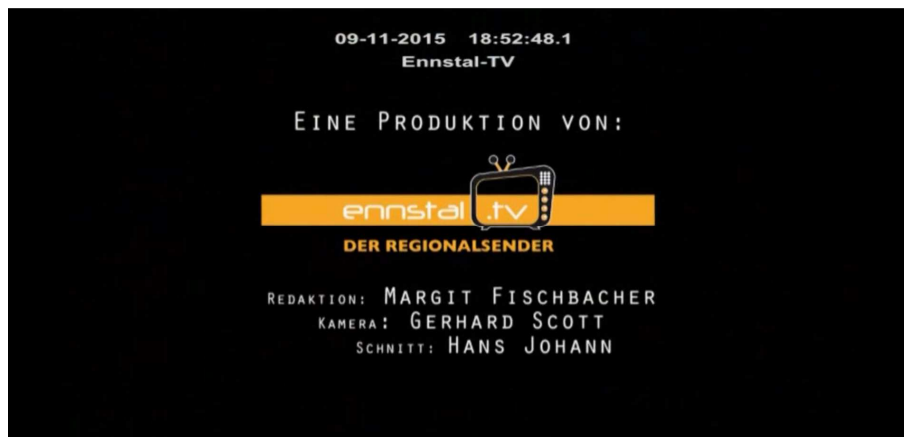 09-11-2015 18:52:48.1
Ennstal-TV
EINE PRODUKTION VON:
ennstal .tv
DER REGIONALSENDER
REDAKTION: MARGIT FISCHBACHER
KAMERA: GERHARD SCOTT
SCHNITT: HANS JOHANN